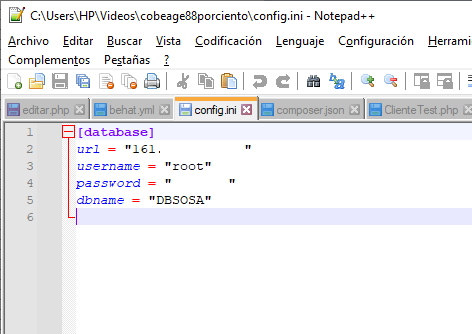 C:\Users\HP\Videos\cobeage88porciento\config.ini - Notepad++
Archivo Editar Buscar Vista Codificación Lenguaje Configuración Herrami
Complementos Pestañas ?
editar.php behat.yml config.ini composer.json ClienteTest.php
1 [database]
2 url = "161. "
3 username = "root"
4 password = " "
5 dbname = "DBSOSA"
6